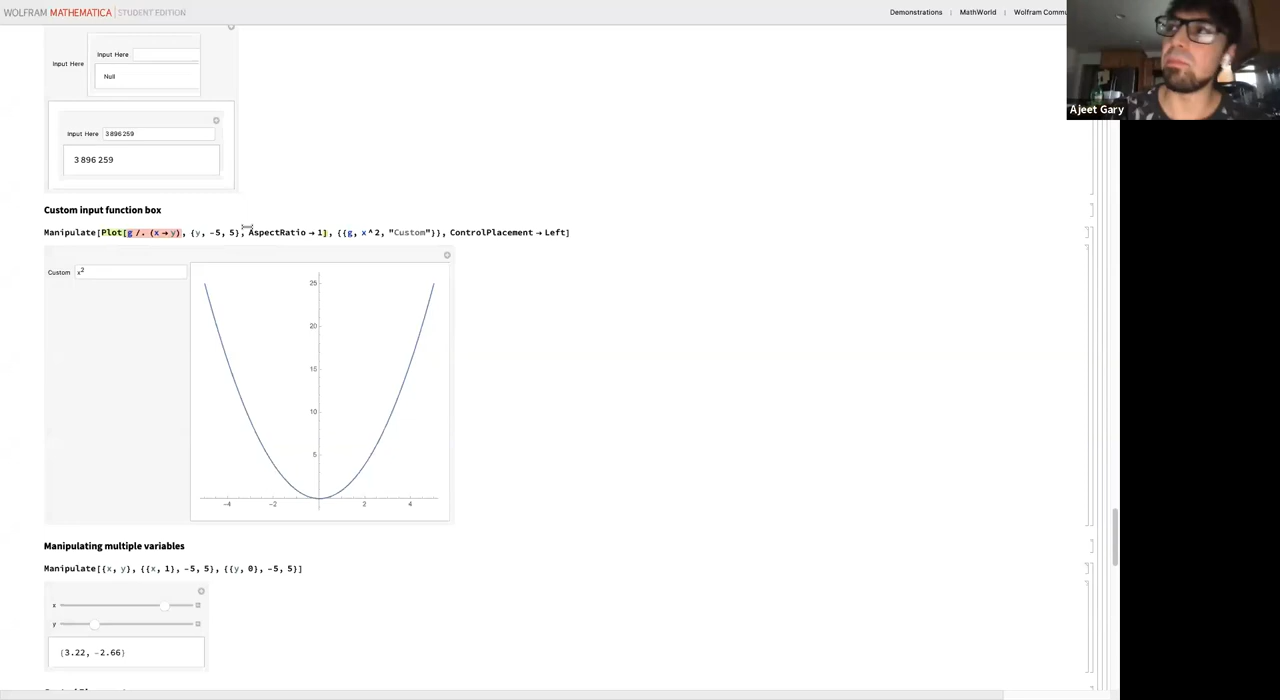 WOLFRAM MATHEMATICA | STUDENT EDITION
Demonstrations | MathWorld | Wolfram Commu
Ajeet Gary
Input Here
Input Here
Null
Input Here 3896259
3 896 259
Custom input function box
Manipulate[Plot[g /. (x → y), {y, -5, 5}, AspectRatio → 1], {{g, x^2, "Custom"}}, ControlPlacement → Left]
Custom x²
25
20
15
10
5
-4 -2 2 4
Manipulating multiple variables
Manipulate[{x, y}, {{x, 1}, -5, 5}, {{y, 0}, -5, 5}]
x
y
{3.22, -2.66}